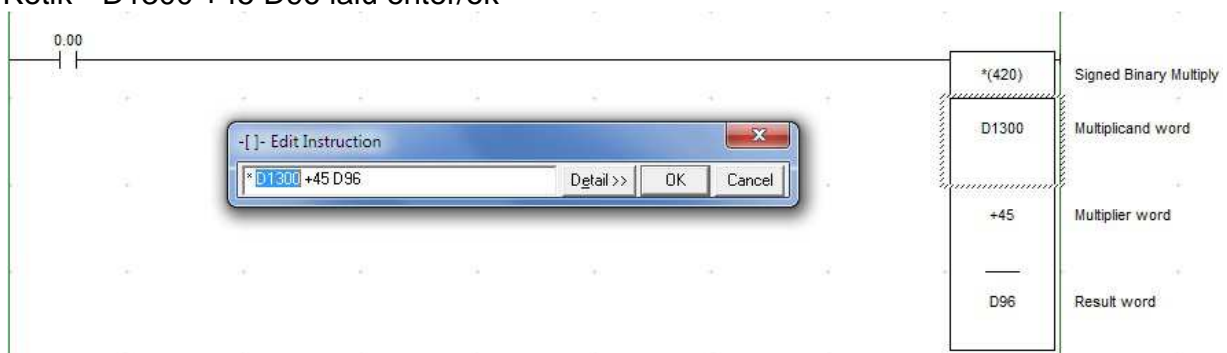 0.00
*(420) Signed Binary Multiply
-[ ]- Edit Instruction
D1300 Multiplicand word
* D1300 +45 D96 Detail >> OK Cancel
+45 Multiplier word
D96 Result word